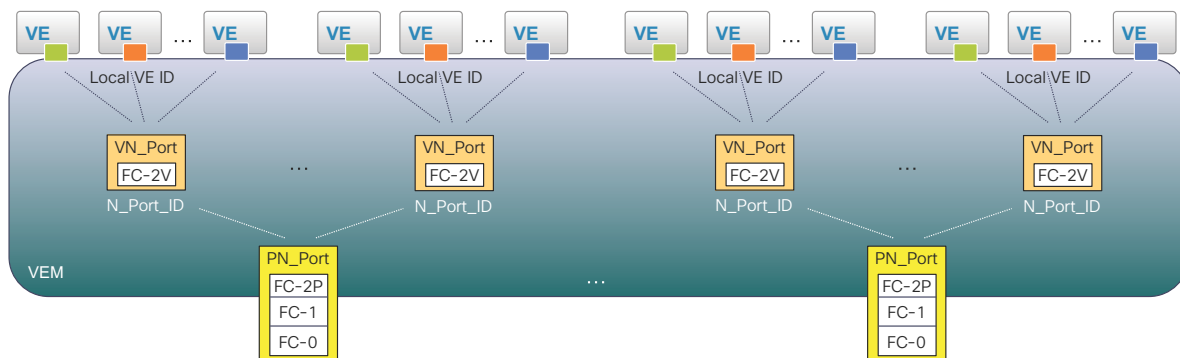 VE VE … VE VE VE … VE VE VE … VE VE VE … VE
Local VE ID Local VE ID Local VE ID Local VE ID
VN_Port VN_Port VN_Port VN_Port
FC-2V … FC-2V FC-2V … FC-2V
N_Port_ID N_Port_ID N_Port_ID N_Port_ID
PN_Port PN_Port
VEM … 
FC-2P FC-2P
FC-1 FC-1
FC-0 FC-0